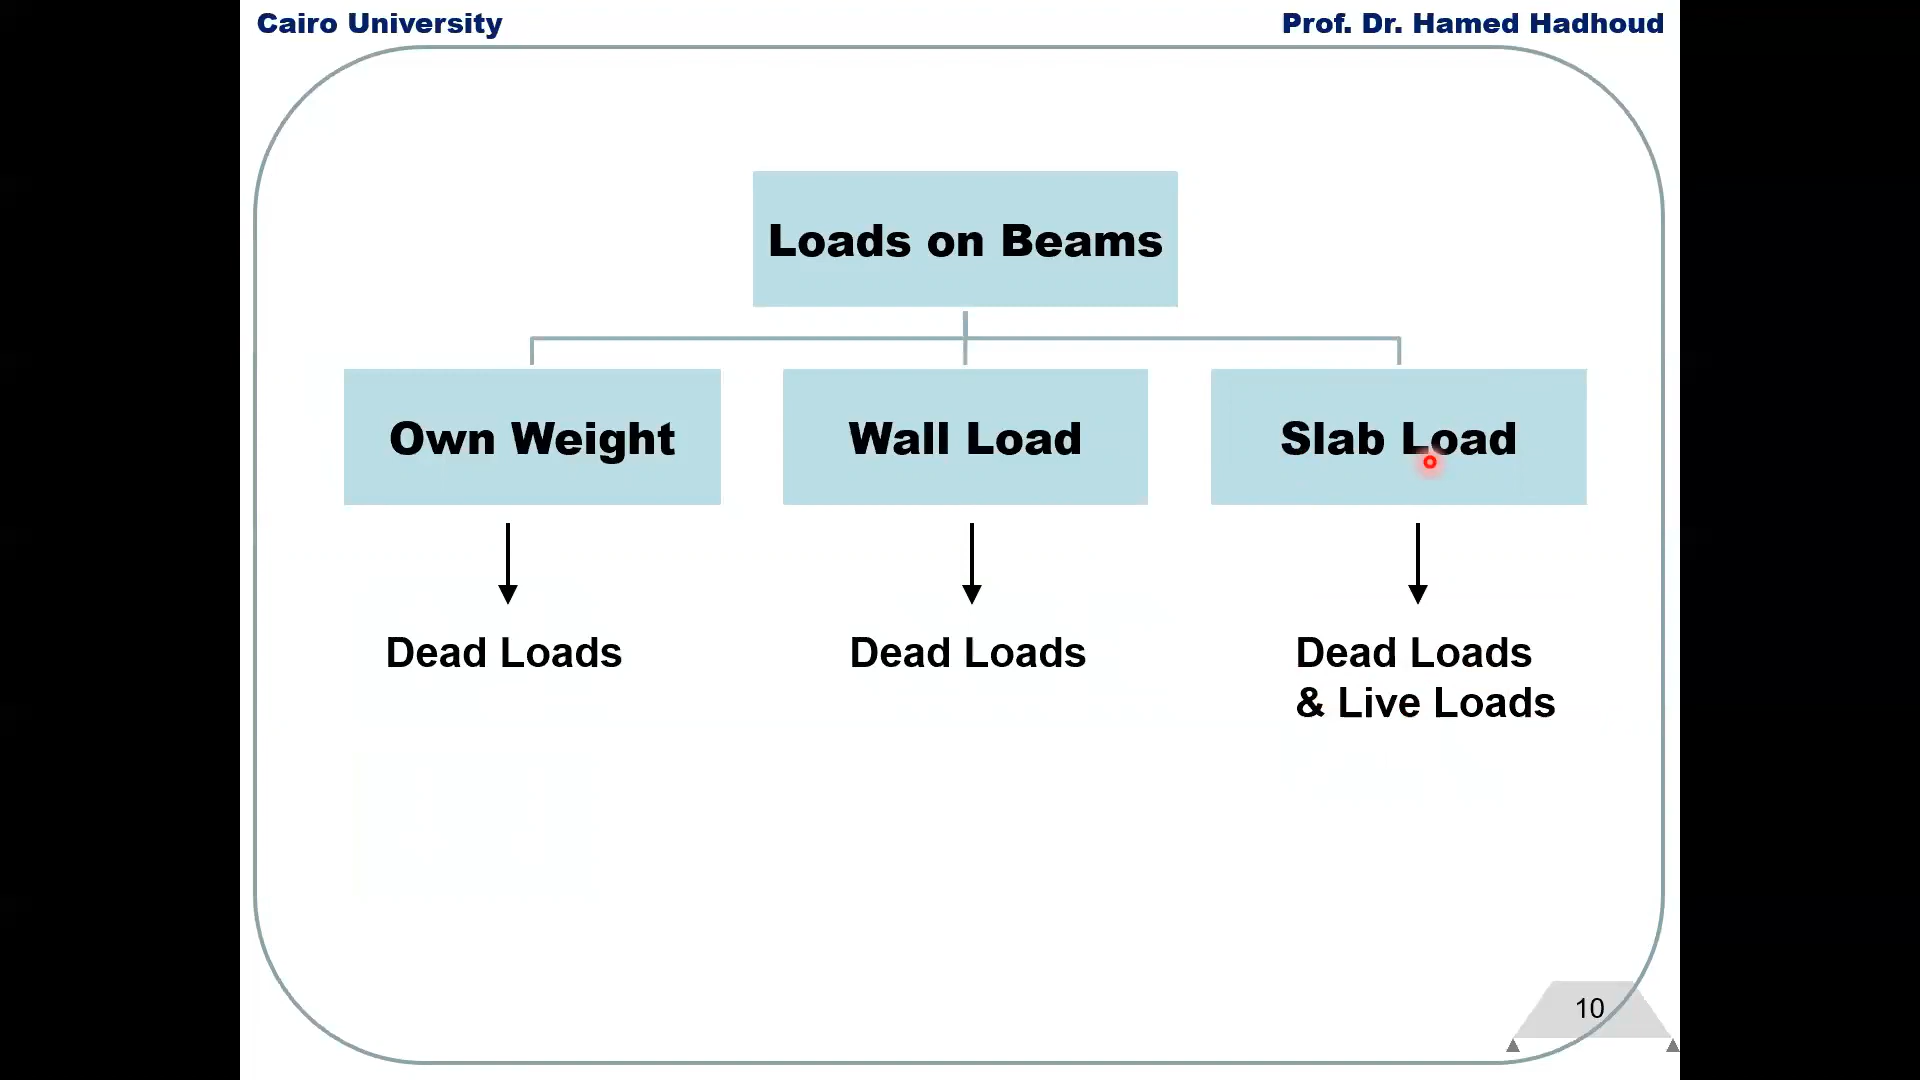 Cairo University
Prof. Dr. Hamed Hadhoud
Loads on Beams
Own Weight
Wall Load
Slab Load
Dead Loads
Dead Loads
Dead Loads
& Live Loads
10